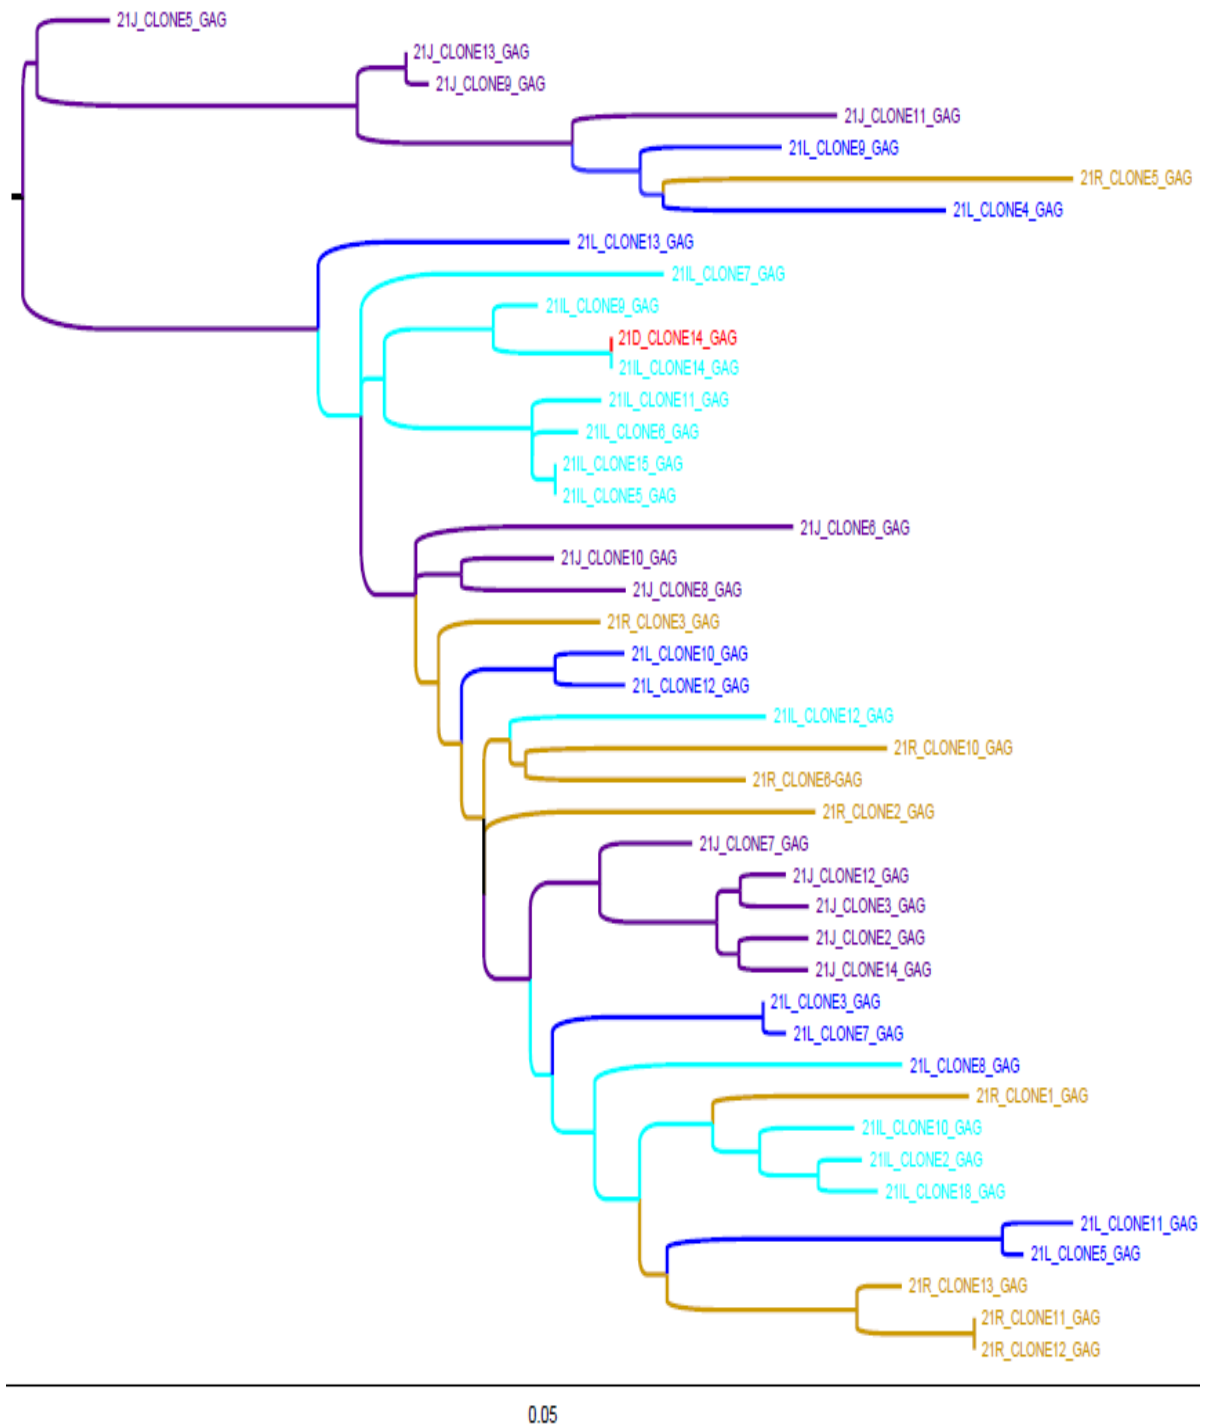 21J_CLONE5_GAG
21J_CLONE13_GAG
21J_CLONE9_GAG
21J_CLONE11_GAG
21L_CLONE9_GAG
21R_CLONE5_GAG
21L_CLONE4_GAG
21L_CLONE13_GAG
21IL_CLONE7_GAG
21IL_CLONE9_GAG
21D_CLONE14_GAG
21IL_CLONE14_GAG
21IL_CLONE11_GAG
21IL_CLONE6_GAG
21IL_CLONE15_GAG
21IL_CLONE5_GAG
21J_CLONE6_GAG
21J_CLONE10_GAG
21J_CLONE8_GAG
21R_CLONE3_GAG
21L_CLONE10_GAG
21L_CLONE12_GAG
21IL_CLONE12_GAG
21R_CLONE10_GAG
21R_CLONE6-GAG
21R_CLONE2_GAG
21J_CLONE7_GAG
21J_CLONE12_GAG
21J_CLONE3_GAG
21J_CLONE2_GAG
21J_CLONE14_GAG
21L_CLONE3_GAG
21L_CLONE7_GAG
21L_CLONE8_GAG
21R_CLONE1_GAG
21IL_CLONE10_GAG
21IL_CLONE2_GAG
21IL_CLONE18_GAG
21L_CLONE11_GAG
21L_CLONE5_GAG
21R_CLONE13_GAG
21R_CLONE11_GAG
21R_CLONE12_GAG
0.05